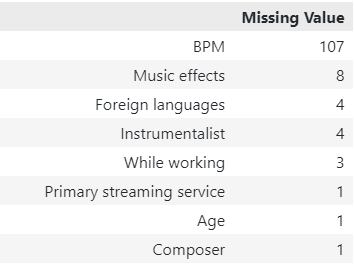 Missing Value
BPM 107
Music effects 8
Foreign languages 4
Instrumentalist 4
While working 3
Primary streaming service 1
Age 1
Composer 1